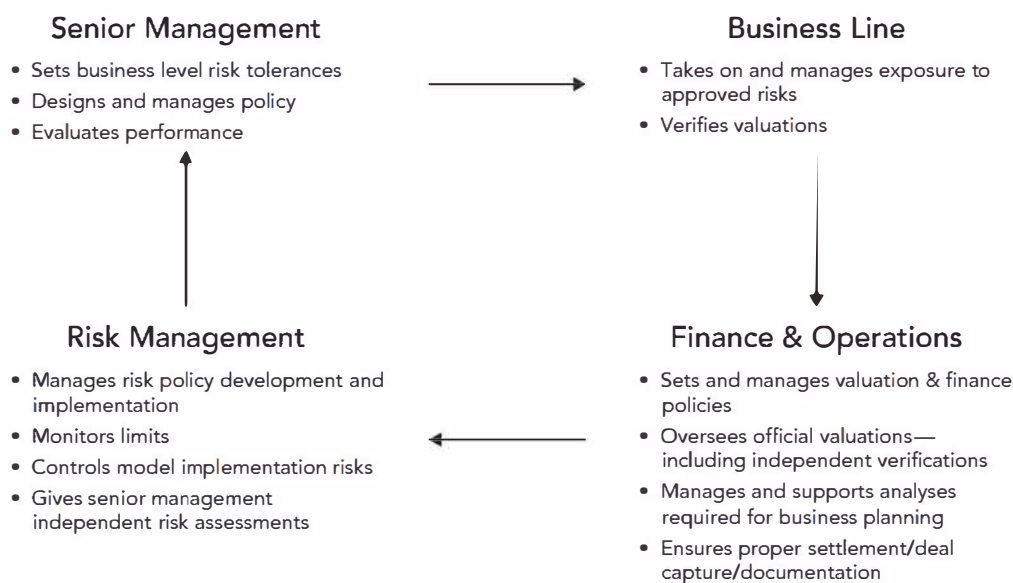 Senior Management
• Sets business level risk tolerances
• Designs and manages policy
• Evaluates performance
Business Line
• Takes on and manages exposure to
approved risks
• Verifies valuations
Risk Management
• Manages risk policy development and
implementation
• Monitors limits
• Controls model implementation risks
• Gives senior management
independent risk assessments
Finance & Operations
• Sets and manages valuation & finance
policies
• Oversees official valuations—
including independent verifications
• Manages and supports analyses
required for business planning
• Ensures proper settlement/deal
capture/documentation